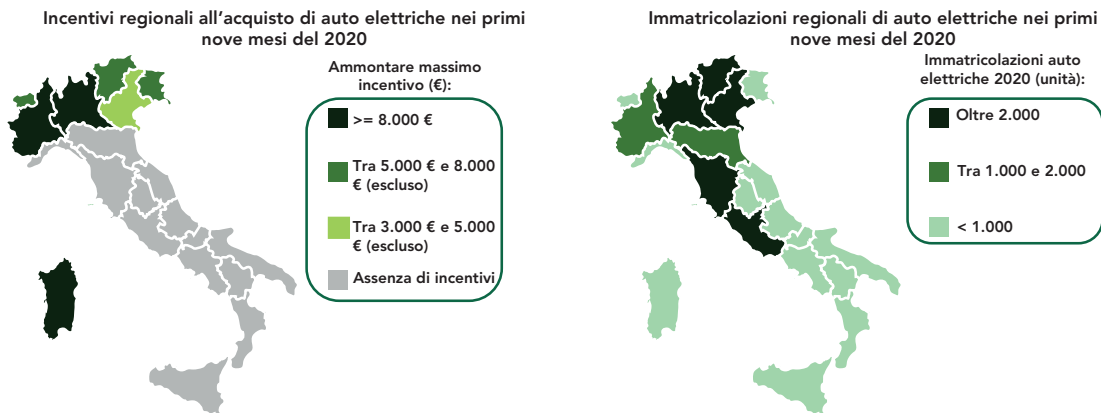 Incentivi regionali all'acquisto di auto elettriche nei primi
nove mesi del 2020
Ammontare massimo
incentivo (€):
>= 8.000 €
Tra 5.000 € e 8.000
€ (escluso)
Tra 3.000 € e 5.000
€ (escluso)
Assenza di incentivi
Immatricolazioni regionali di auto elettriche nei primi
nove mesi del 2020
Immatricolazioni auto
elettriche 2020 (unità):
Oltre 2.000
Tra 1.000 e 2.000
< 1.000